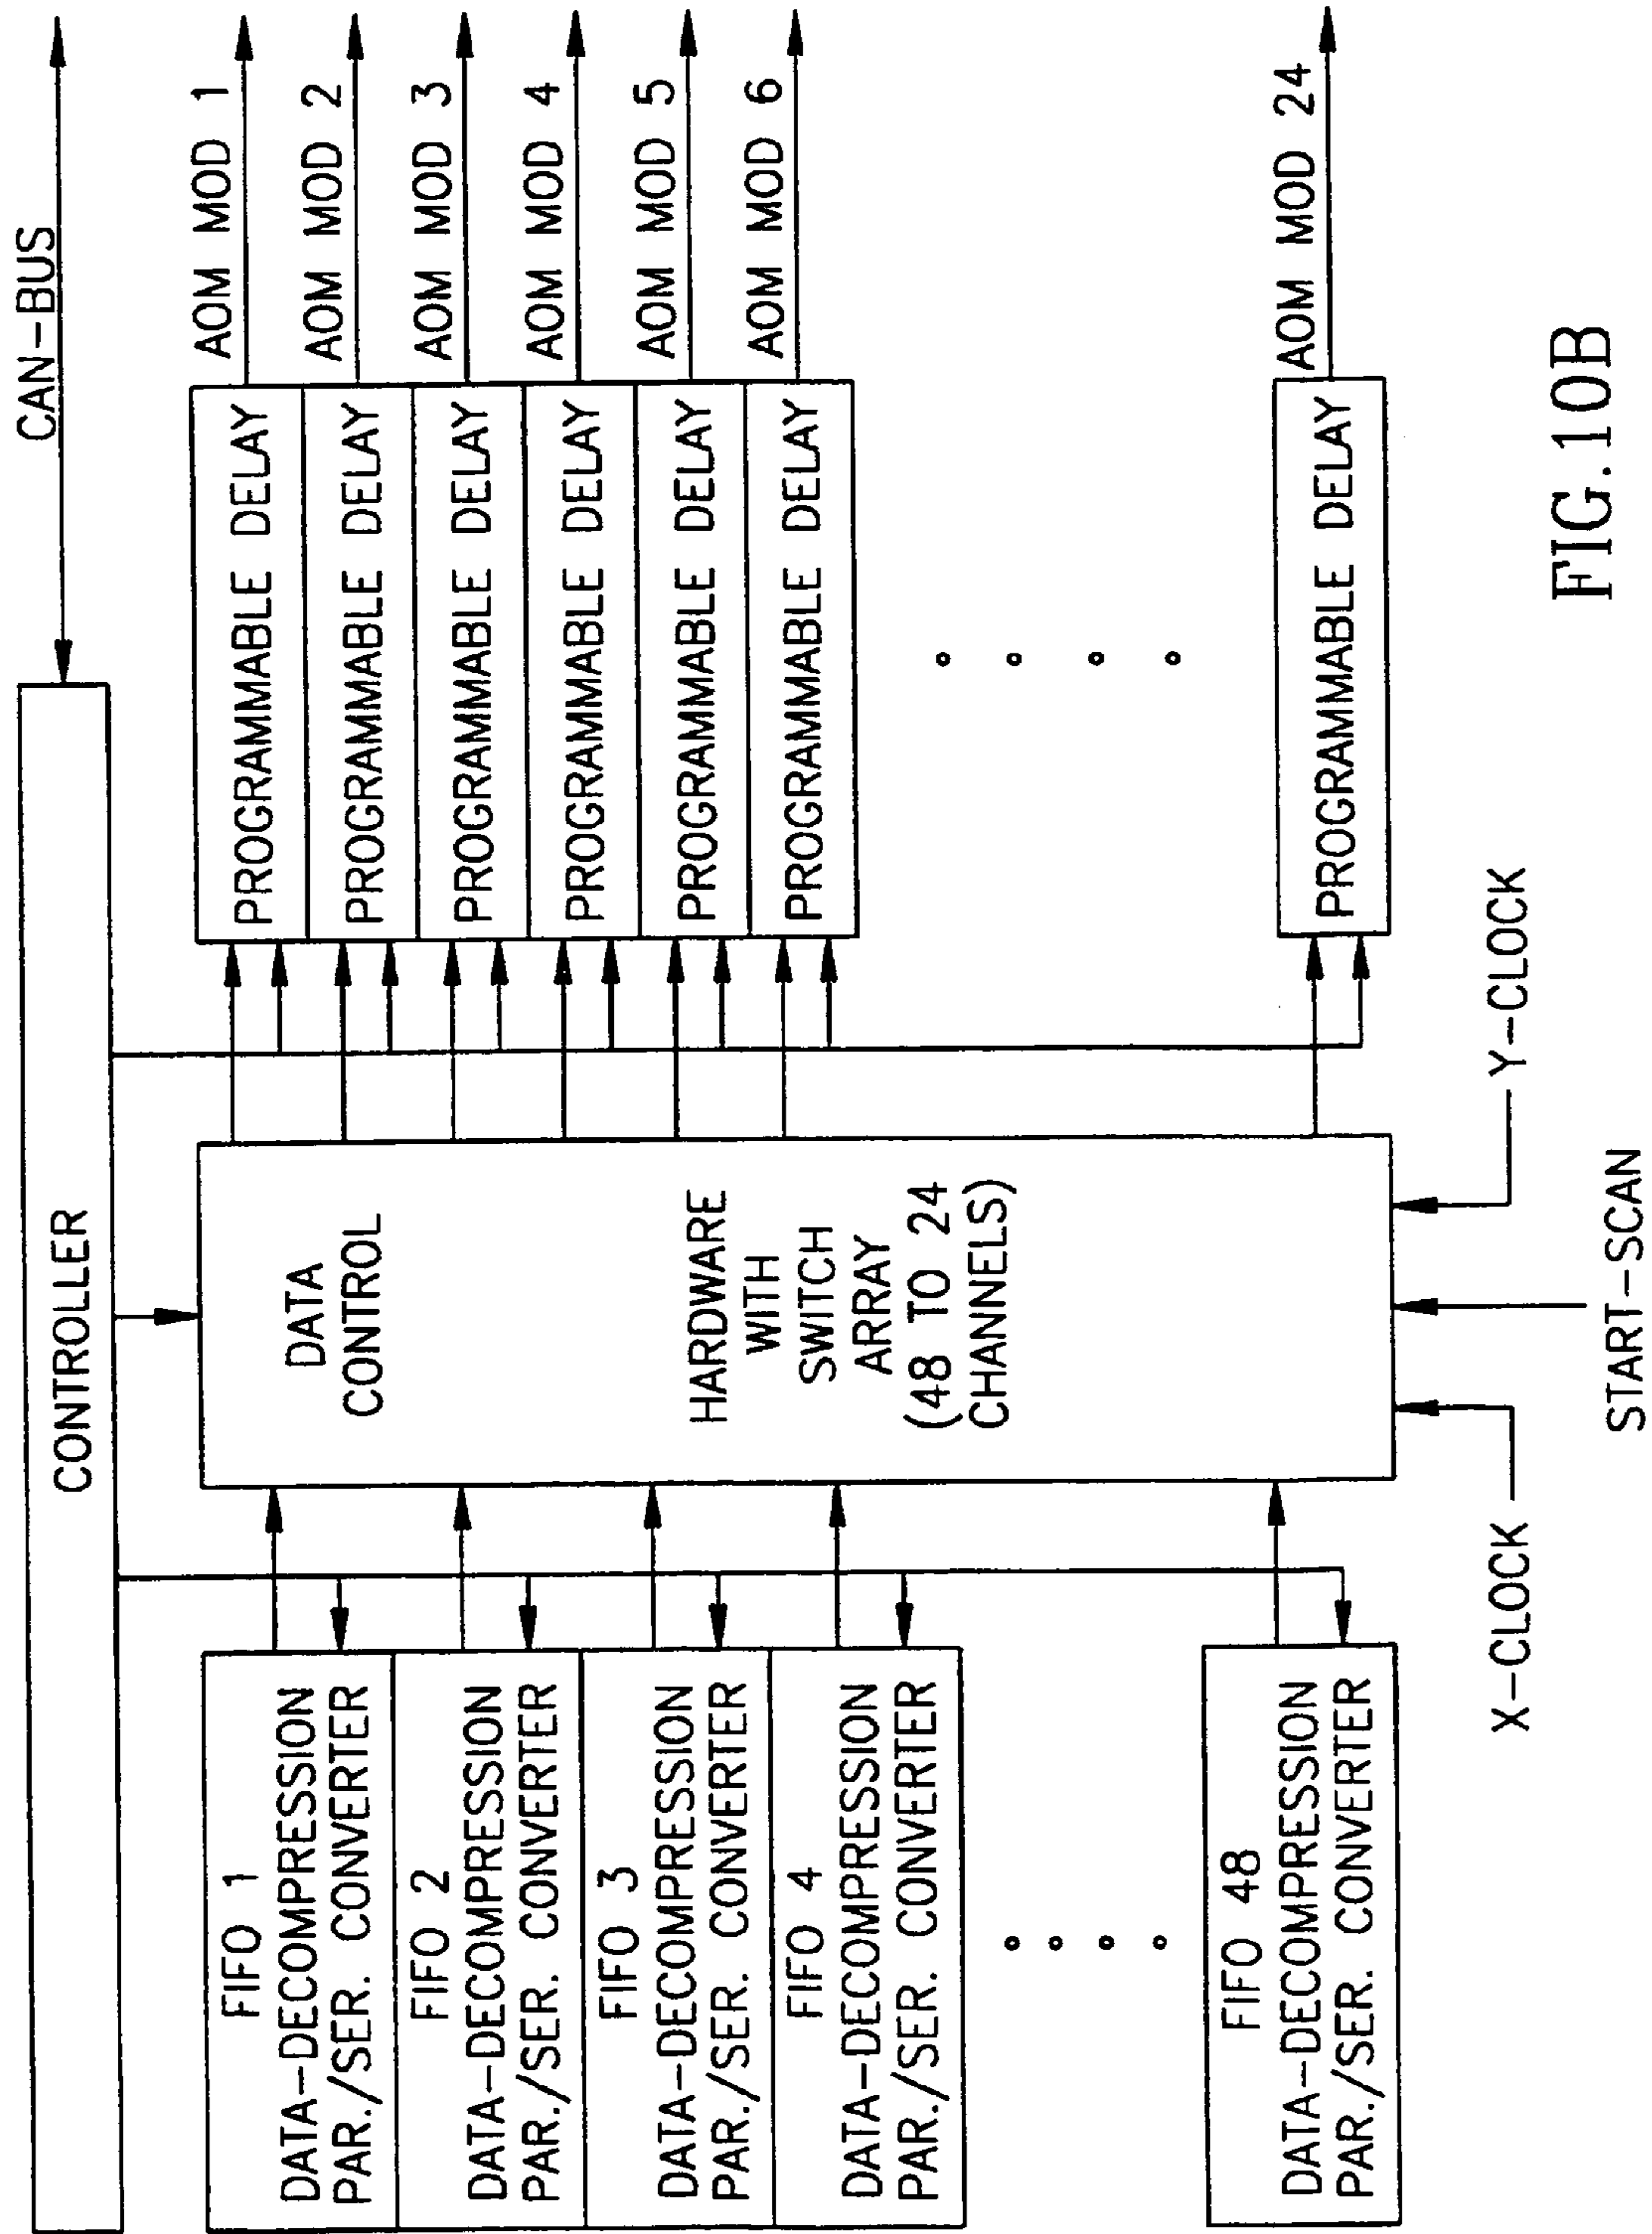 CAN-BUS
CONTROLLER
FIFO 1
DATA-DECOMPRESSION
PAR./SER. CONVERTER
FIFO 2
DATA-DECOMPRESSION
PAR./SER. CONVERTER
FIFO 3
DATA-DECOMPRESSION
PAR./SER. CONVERTER
FIFO 4
DATA-DECOMPRESSION
PAR./SER. CONVERTER
FIFO 48
DATA-DECOMPRESSION
PAR./SER. CONVERTER
DATA
CONTROL
HARDWARE
WITH
SWITCH
ARRAY
(48 TO 24
CHANNELS)
PROGRAMMABLE DELAY
AOM MOD 1
PROGRAMMABLE DELAY
AOM MOD 2
PROGRAMMABLE DELAY
AOM MOD 3
PROGRAMMABLE DELAY
AOM MOD 4
PROGRAMMABLE DELAY
AOM MOD 5
PROGRAMMABLE DELAY
AOM MOD 6
PROGRAMMABLE DELAY
AOM MOD 24
X-CLOCK
START-SCAN
Y-CLOCK
FIG.10B